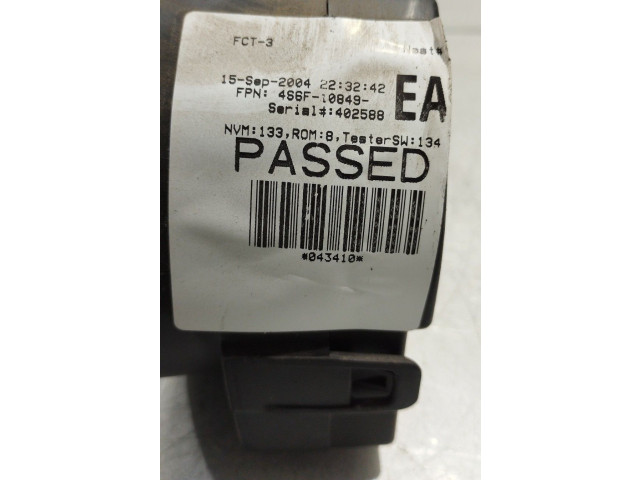 FCT-3
15-Sep-2004 22:32:42
FPN: 4S6F-10849- EA
Serial#:402588
NVM:133,ROM:8,TesterSW:134
PASSED
*043410*